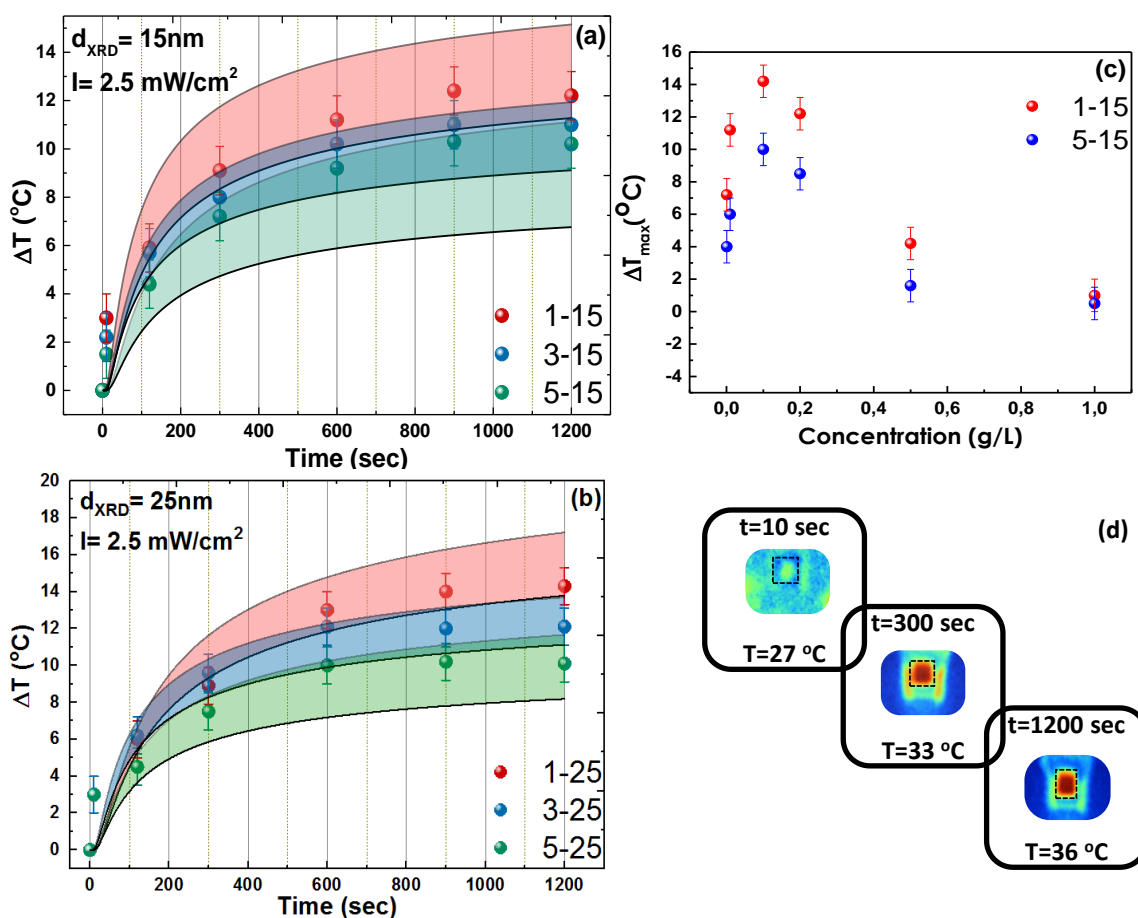 (a)
d_XRD= 15nm
I= 2.5 mW/cm²
14
12
10
8
6
4
2
0
ΔT (°C)
1-15
3-15
5-15
0 200 400 600 800 1000 1200
Time (sec)
(c)
16
14
12
10
8
6
4
2
0
-2
-4
ΔT_max(°C)
1-15
5-15
0,0 0,2 0,4 0,6 0,8 1,0
Concentration (g/L)
(b)
d_XRD= 25nm
I= 2.5 mW/cm²
20
18
16
14
12
10
8
6
4
2
0
ΔT (°C)
1-25
3-25
5-25
0 200 400 600 800 1000 1200
Time (sec)
(d)
t=10 sec
T=27 °C
t=300 sec
T=33 °C
t=1200 sec
T=36 °C